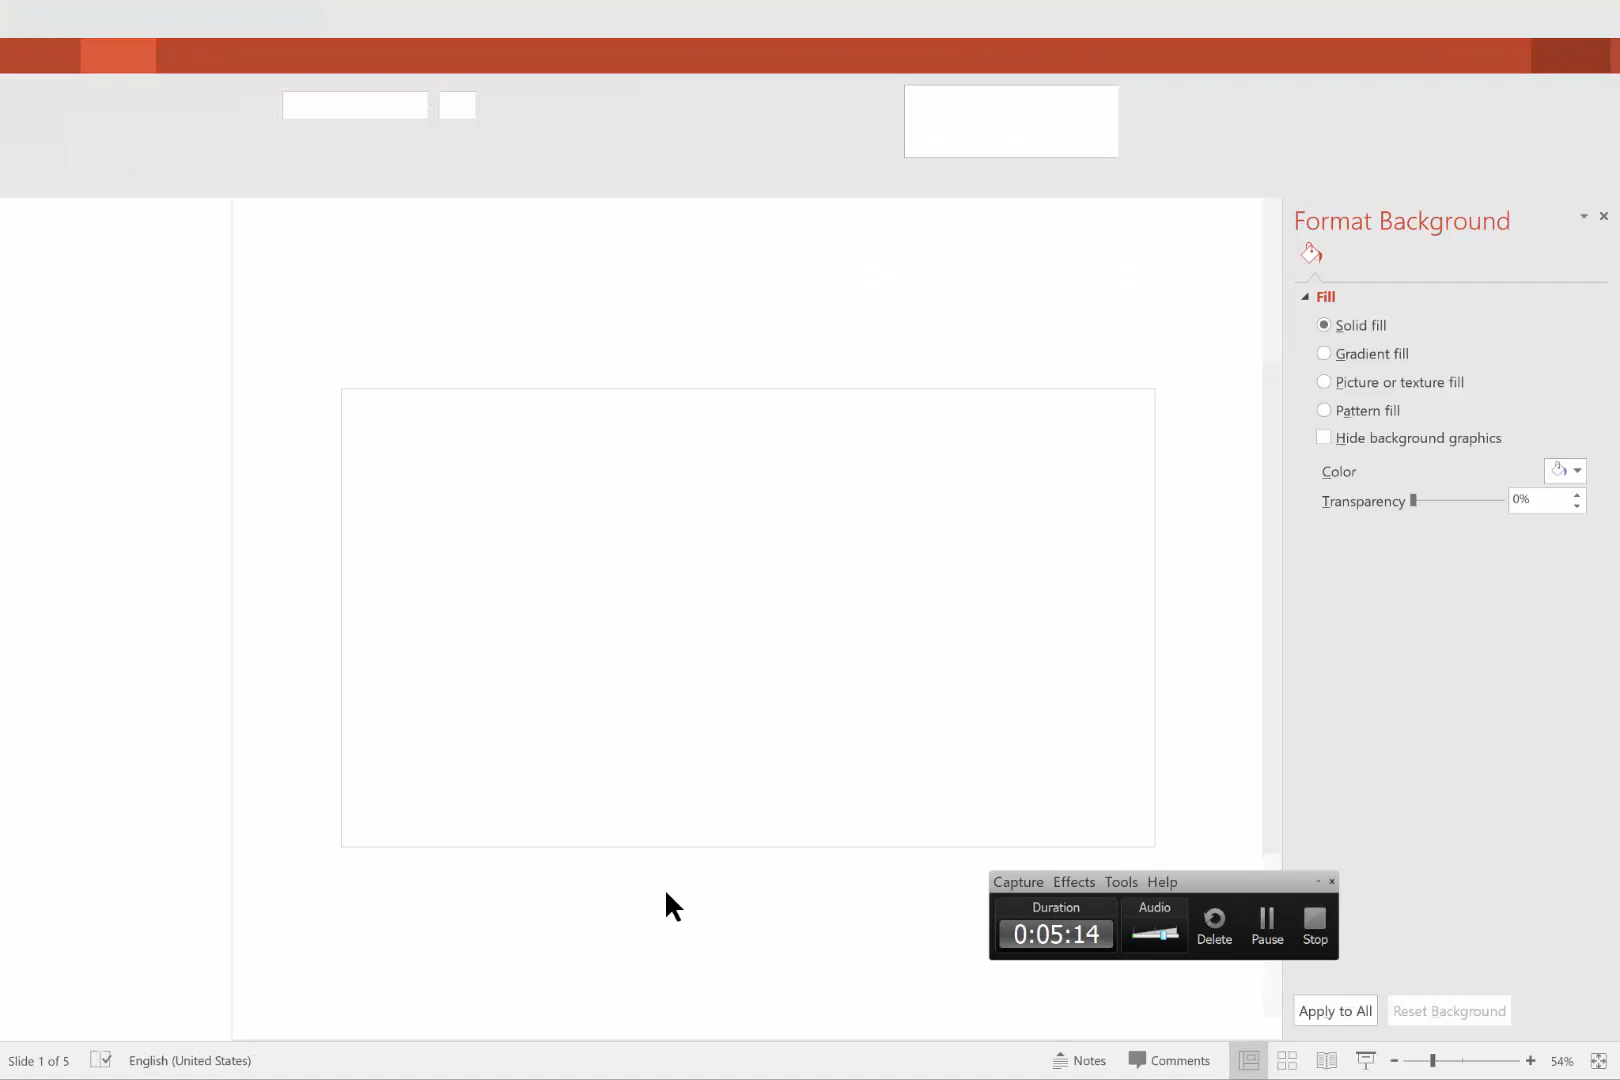 Format Background
Fill
Solid fill
Gradient fill
Picture or texture fill
Pattern fill
Hide background graphics
Color
Transparency 0%
Capture Effects Tools Help
Duration Audio
0:05:14
Delete Pause Stop
Apply to All Reset Background
Slide 1 of 5 English (United States) Notes Comments 54%